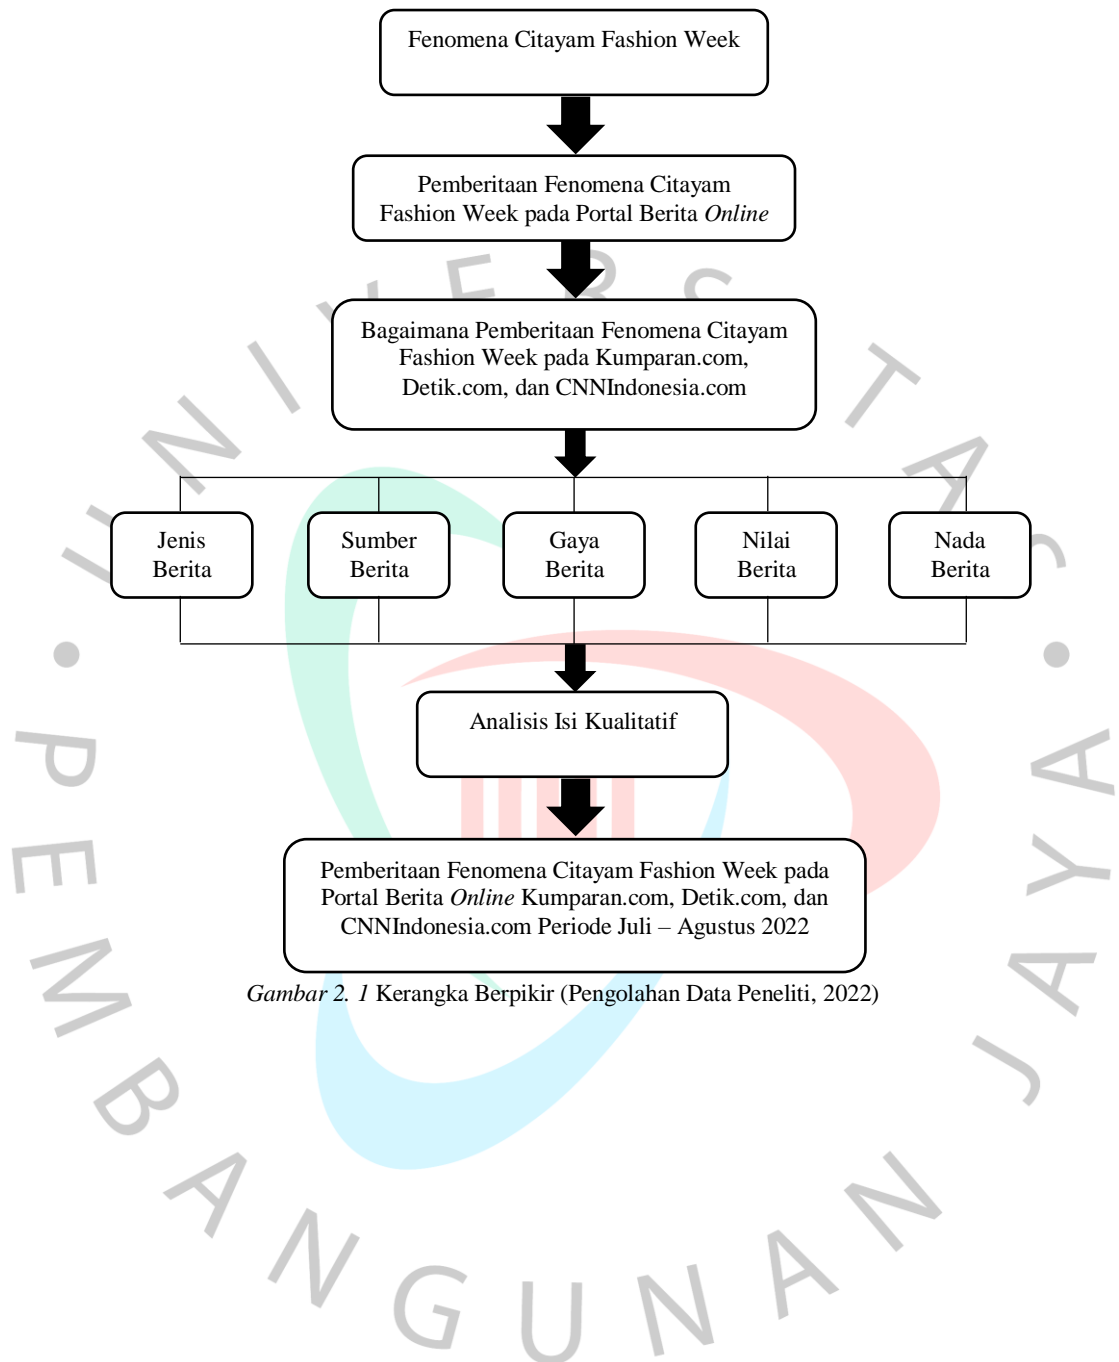 Fenomena Citayam Fashion Week
Pemberitaan Fenomena Citayam
Fashion Week pada Portal Berita Online
Bagaimana Pemberitaan Fenomena Citayam
Fashion Week pada Kumparan.com,
Detik.com, dan CNNIndonesia.com
Jenis
Berita
Sumber
Berita
Gaya
Berita
Nilai
Berita
Nada
Berita
Analisis Isi Kualitatif
Pemberitaan Fenomena Citayam Fashion Week pada
Portal Berita Online Kumparan.com, Detik.com, dan
CNNIndonesia.com Periode Juli – Agustus 2022
Gambar 2. 1 Kerangka Berpikir (Pengolahan Data Peneliti, 2022)
UNIVERSITAS
PEMBANGUNAN JAYA